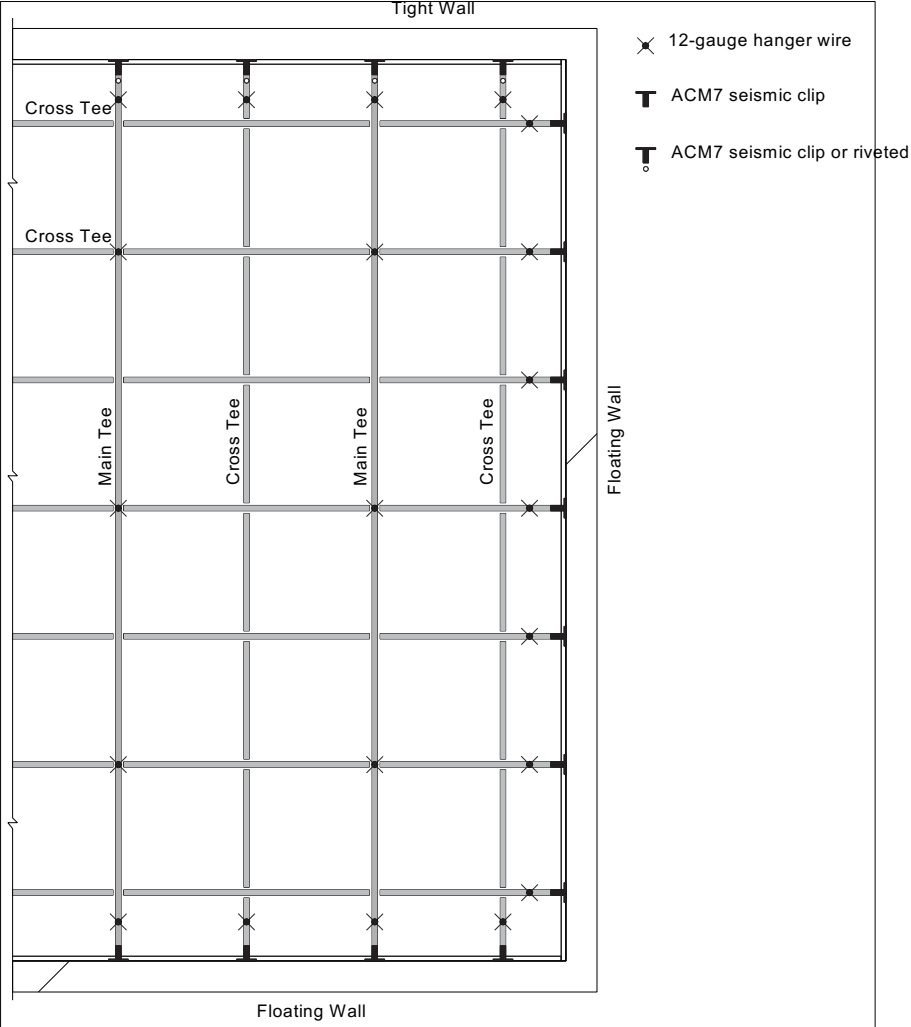 Tight Wall
12-gauge hanger wire
ACM7 seismic clip
Cross Tee
ACM7 seismic clip or riveted
Cross Tee
Main Tee
Cross Tee
Main Tee
Cross Tee
Floating Wall
Floating Wall